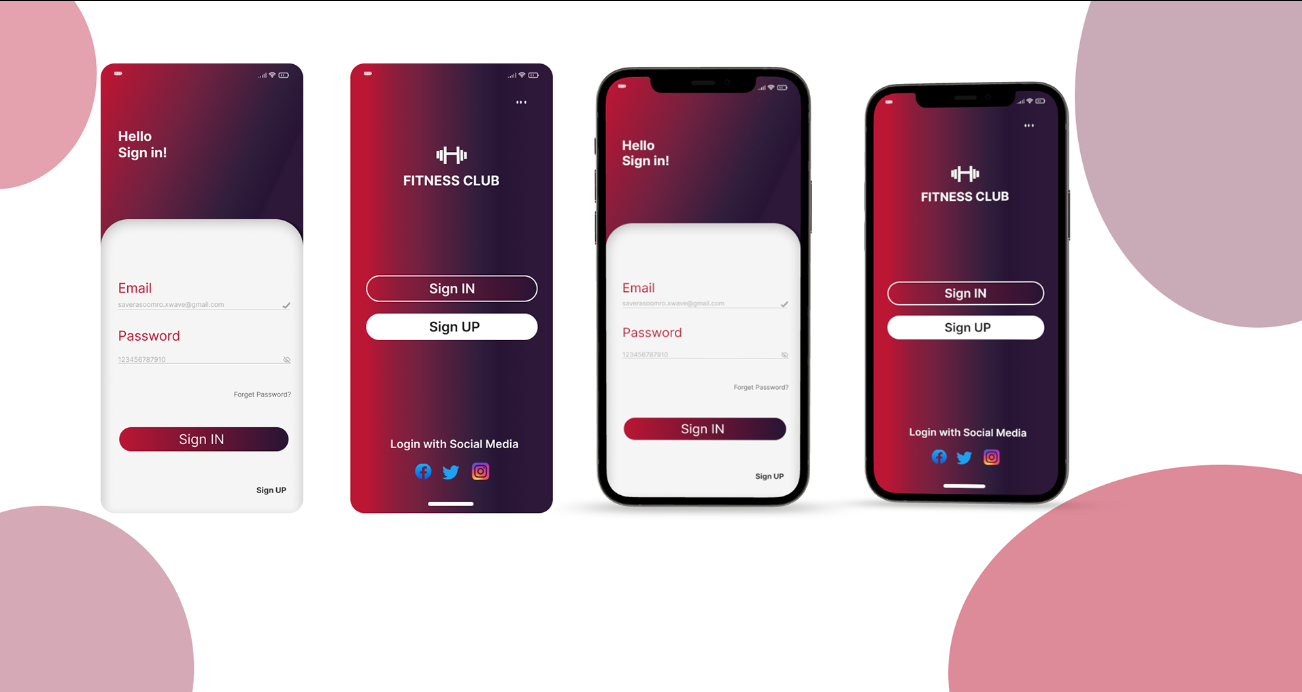 Hello
Sign in!
Email
saverasoomro.xwave@gmail.com
Password
123456787910
Forget Password?
Sign IN
Sign UP
FITNESS CLUB
Sign IN
Sign UP
Login with Social Media
Hello
Sign in!
Email
saverasoomro.xwave@gmail.com
Password
123456787910
Forget Password?
Sign IN
Sign UP
FITNESS CLUB
Sign IN
Sign UP
Login with Social Media